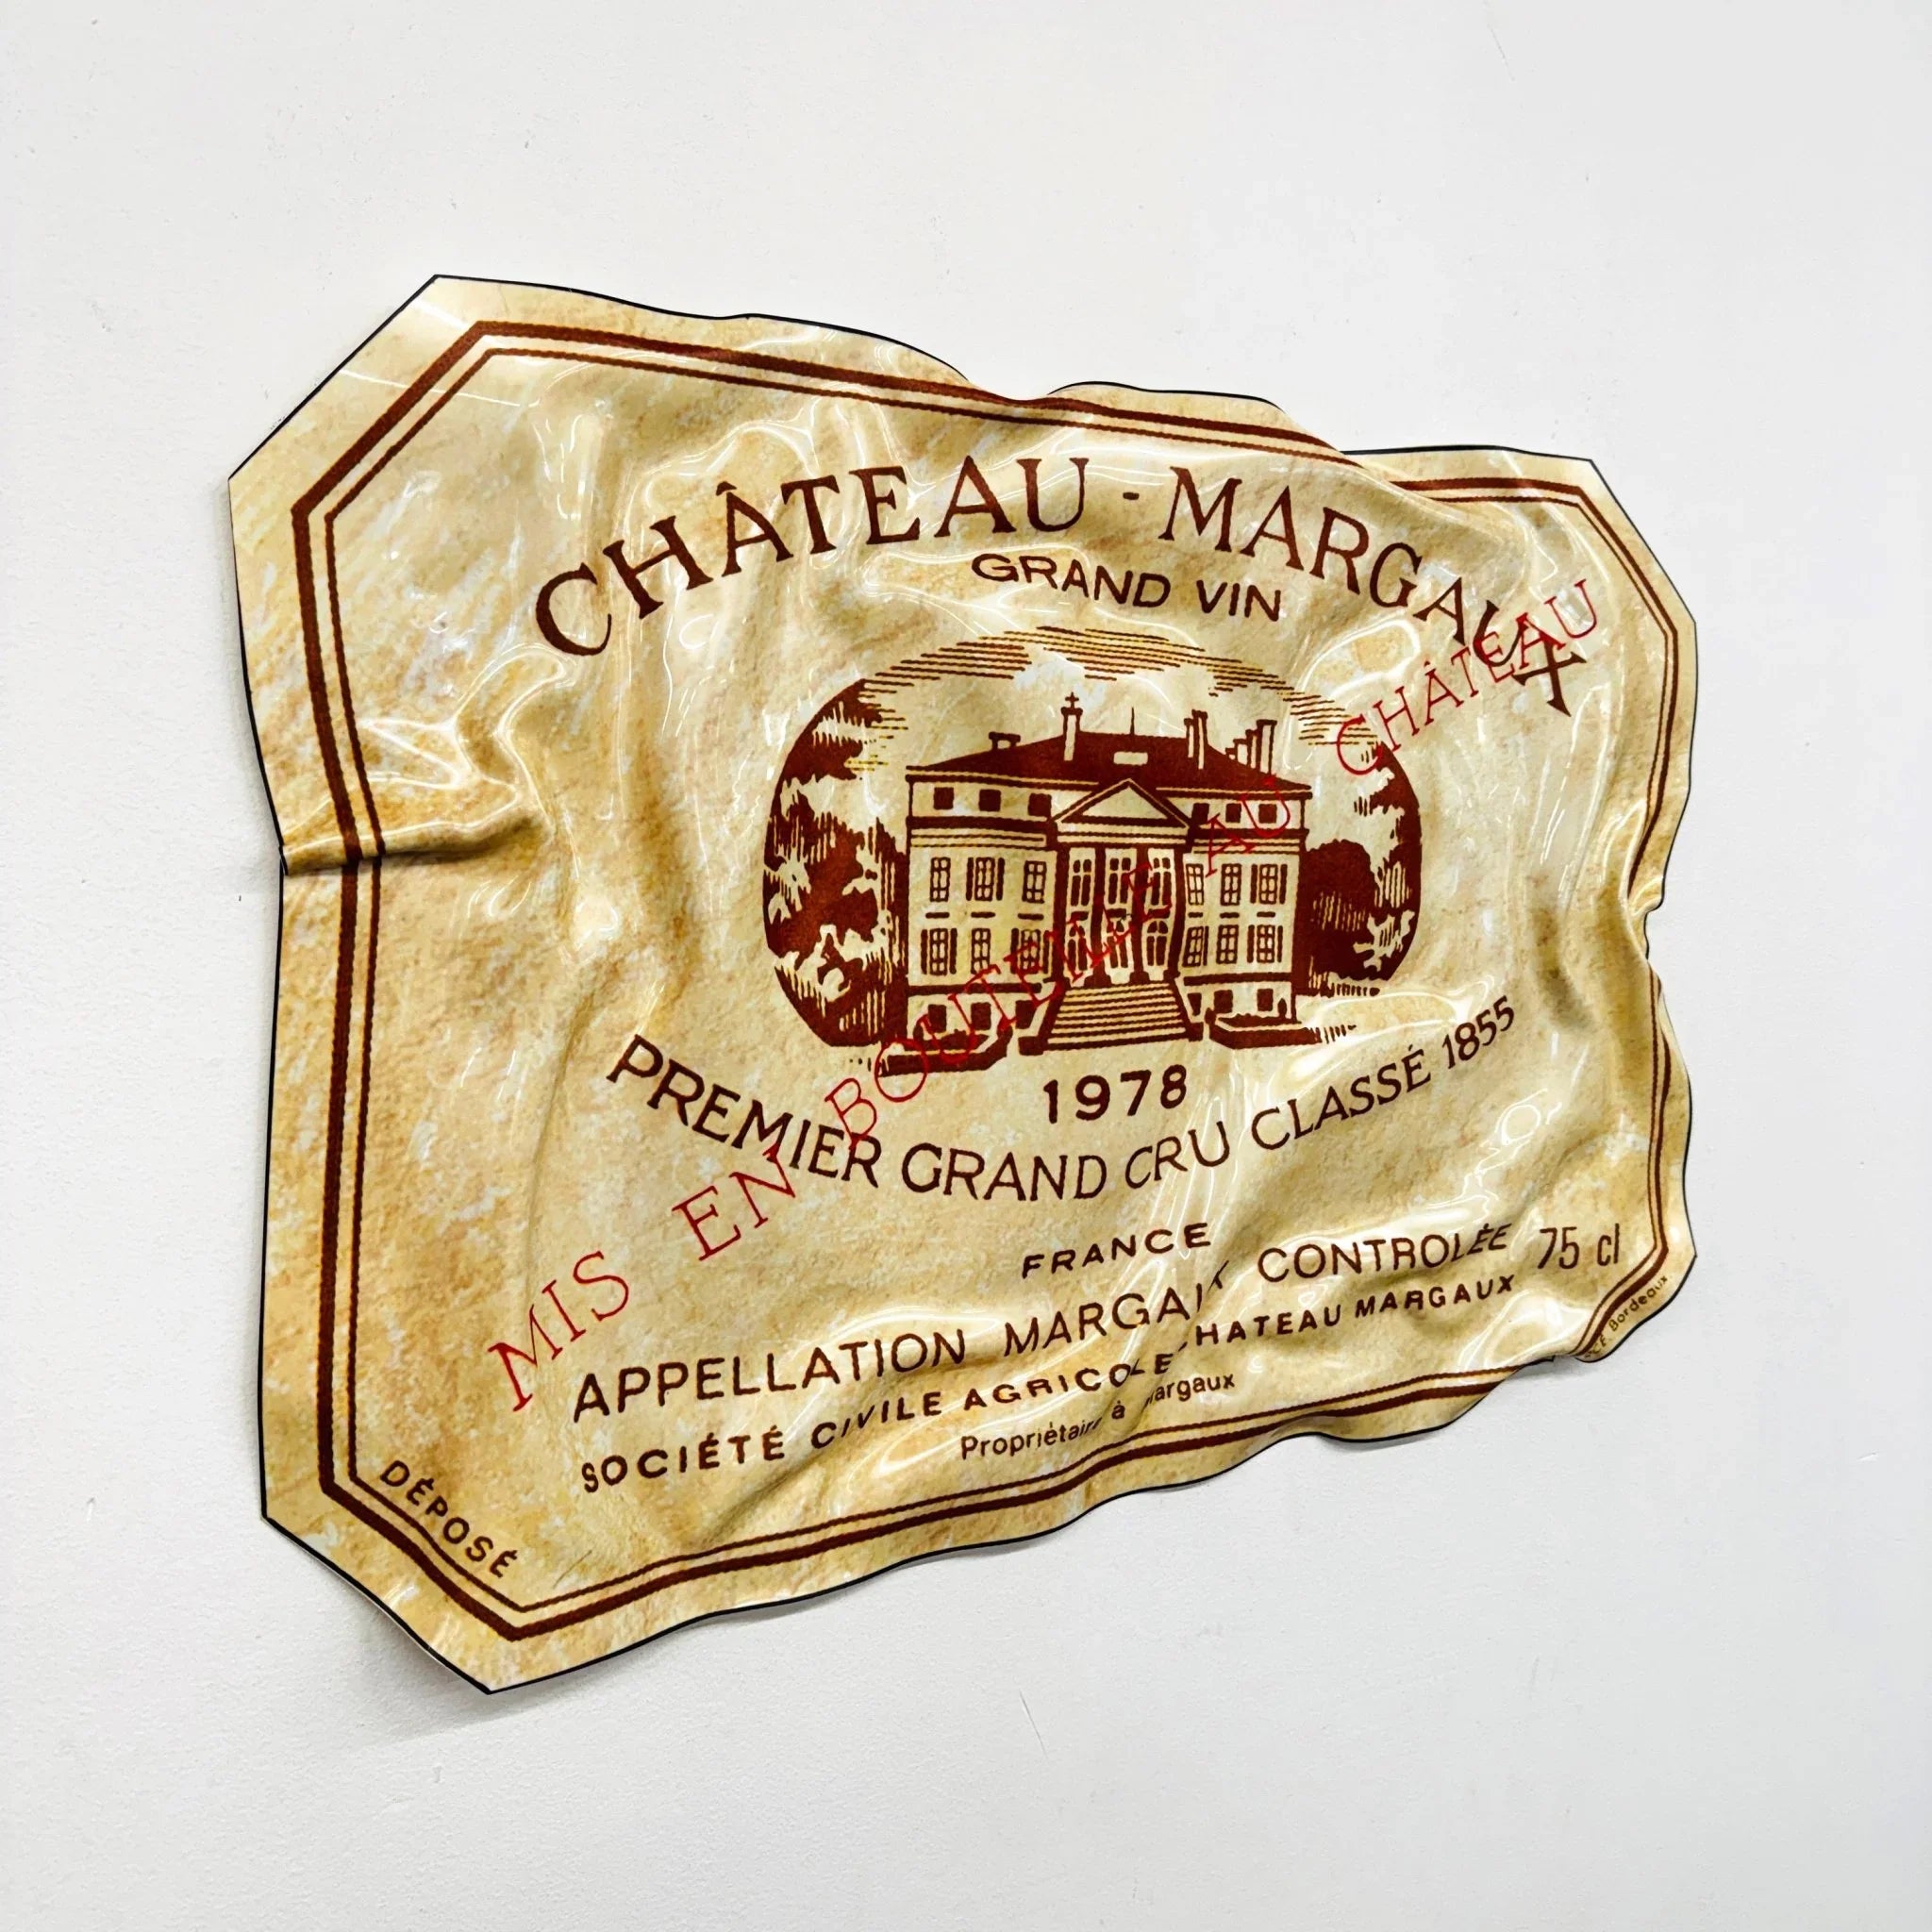 CHÂTEAU - MARGAUX
GRAND VIN
MIS EN BOUTEILLE AU CHÂTEAU
1978
PREMIER GRAND CRU CLASSÉ 1855
FRANCE
APPELLATION MARGAUX CONTROLÉE 75 cl
SOCIÉTÉ CIVILE AGRICOLE CHATEAU MARGAUX
Propriétaire à Margaux
DÉPOSÉ
Bordeaux